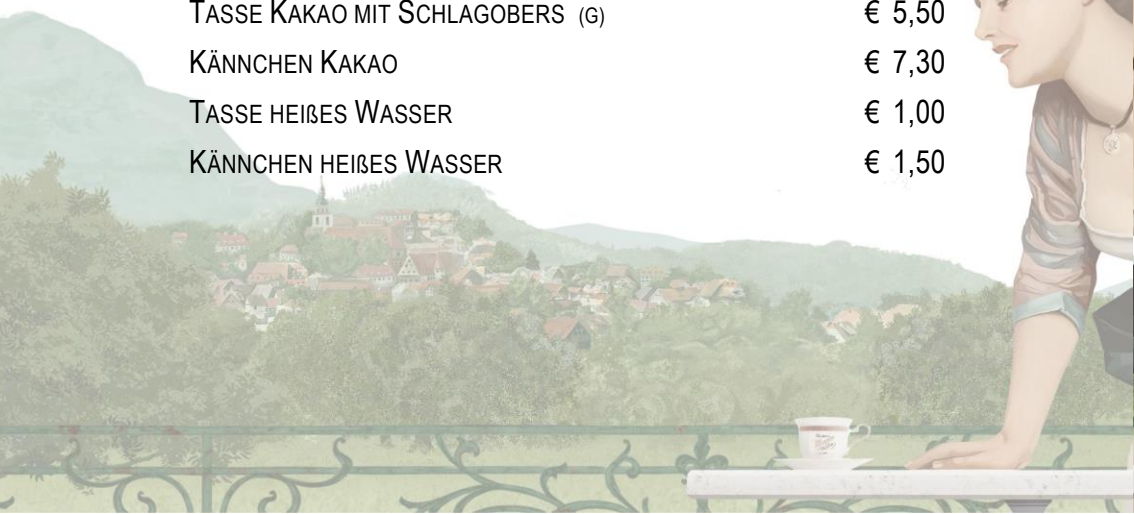 Tasse Kakao mit Schlagobers (G) € 5,50
Kännchen Kakao € 7,30
Tasse heißes Wasser € 1,00
Kännchen heißes Wasser € 1,50